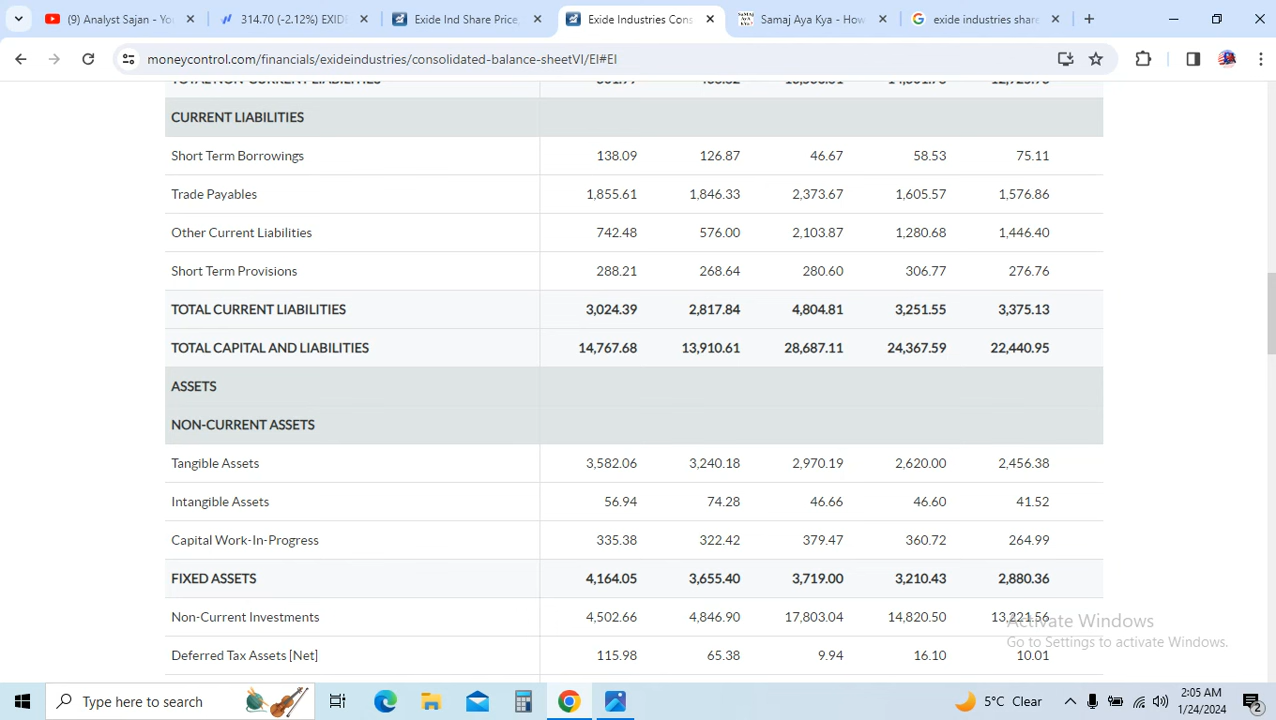 (9) Analyst Sajan - Yo
314.70 (-2.12%) EXIDE
Exide Ind Share Price,
Exide Industries Cons
Samaj Aya Kya - How
exide industries share
moneycontrol.com/financials/exideindustries/consolidated-balance-sheetVI/EI#EI
CURRENT LIABILITIES
Short Term Borrowings 138.09 126.87 46.67 58.53 75.11
Trade Payables 1,855.61 1,846.33 2,373.67 1,605.57 1,576.86
Other Current Liabilities 742.48 576.00 2,103.87 1,280.68 1,446.40
Short Term Provisions 288.21 268.64 280.60 306.77 276.76
TOTAL CURRENT LIABILITIES 3,024.39 2,817.84 4,804.81 3,251.55 3,375.13
TOTAL CAPITAL AND LIABILITIES 14,767.68 13,910.61 28,687.11 24,367.59 22,440.95
ASSETS
NON-CURRENT ASSETS
Tangible Assets 3,582.06 3,240.18 2,970.19 2,620.00 2,456.38
Intangible Assets 56.94 74.28 46.66 46.60 41.52
Capital Work-In-Progress 335.38 322.42 379.47 360.72 264.99
FIXED ASSETS 4,164.05 3,655.40 3,719.00 3,210.43 2,880.36
Non-Current Investments 4,502.66 4,846.90 17,803.04 14,820.50 13,221.56
Activate Windows
Go to Settings to activate Windows.
Deferred Tax Assets [Net] 115.98 65.38 9.94 16.10 10.01
Type here to search
5°C Clear
2:05 AM
1/24/2024
2